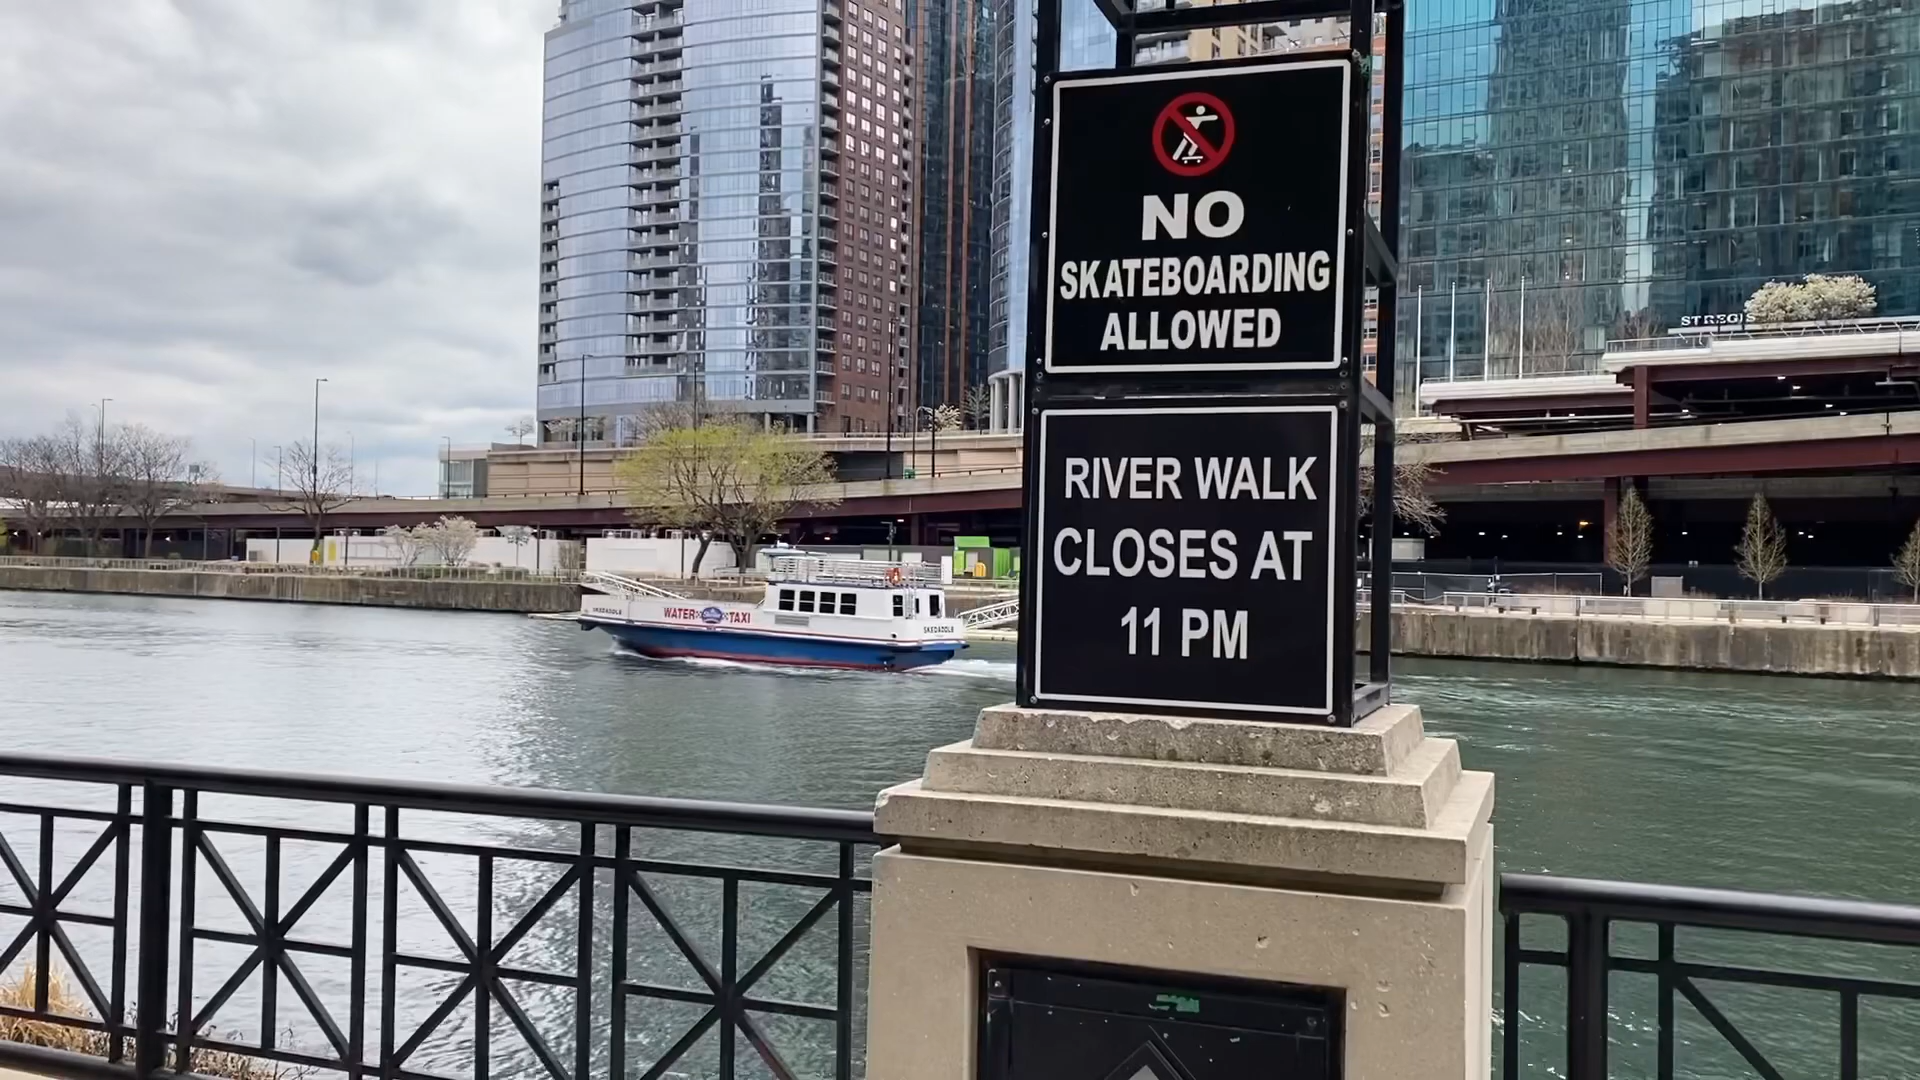 NO
SKATEBOARDING
ALLOWED
RIVER WALK
CLOSES AT
11 PM
ST REGIS
SKEDADDLE
WATER TAXI
SKEDADDLE